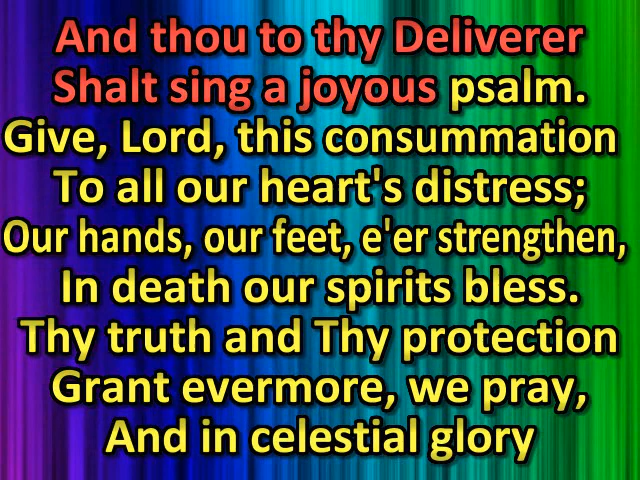 And thou to thy Deliverer
Shalt sing a joyous psalm.
Give, Lord, this consummation
To all our heart's distress;
Our hands, our feet, e'er strengthen,
In death our spirits bless.
Thy truth and Thy protection
Grant evermore, we pray,
And in celestial glory